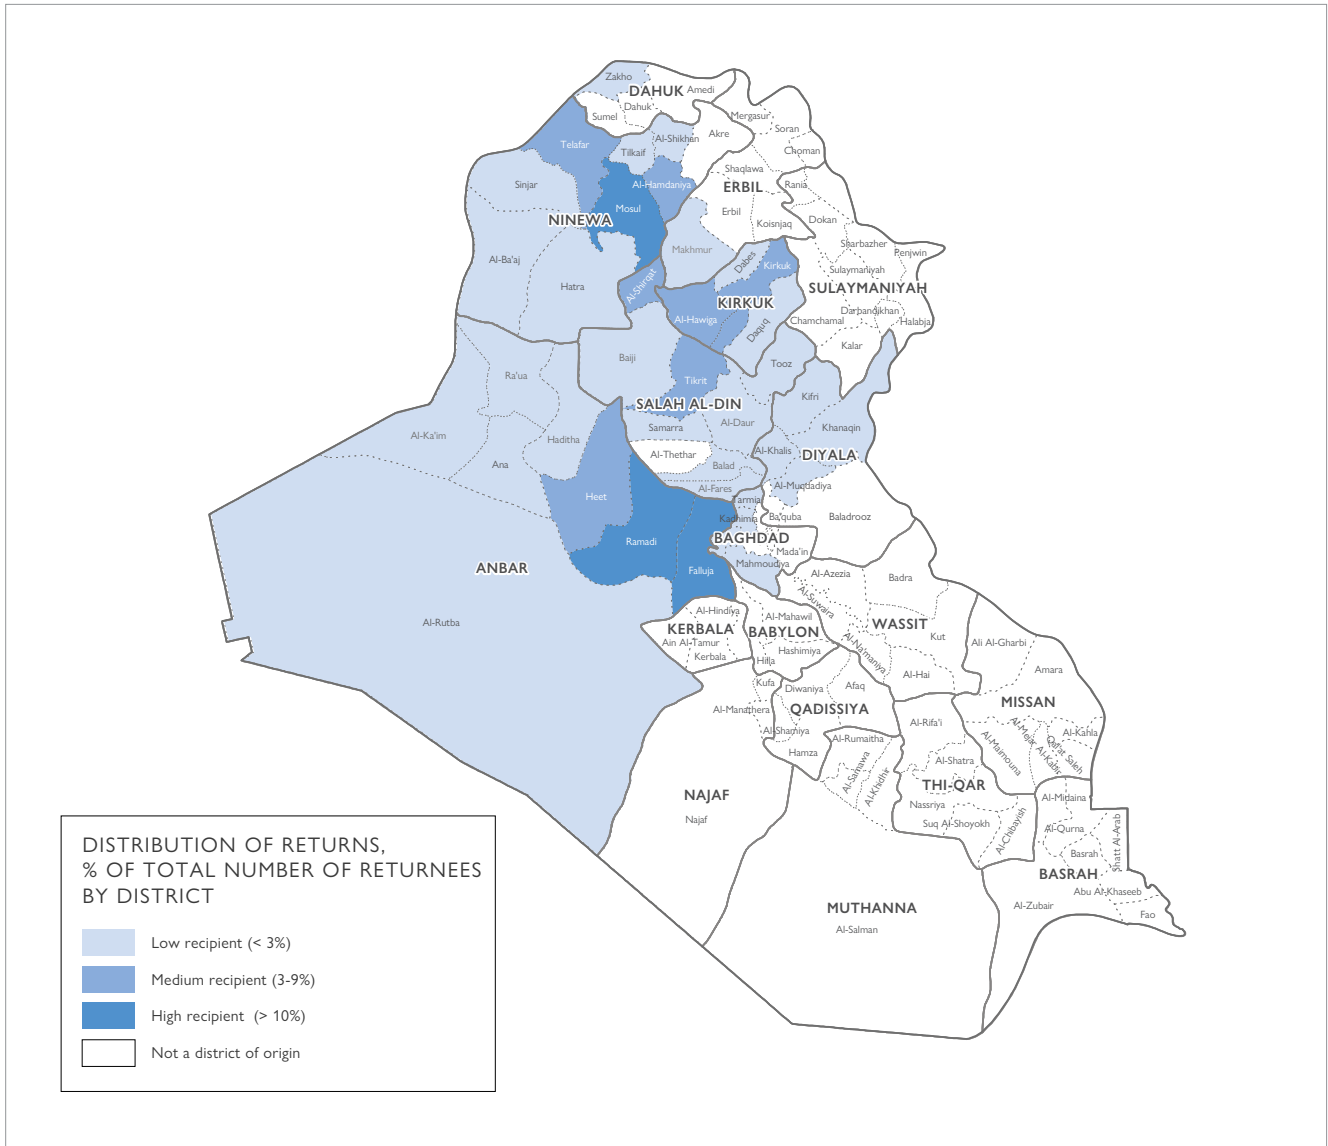 Zakho
DAHUK
Amedi
Dahuk
Sumel
Mergasur
Soran
Akre
Al-Shikhan
Telafar
Tilkaif
Choman
Shaqlawa
Al-Hamdaniya
ERBIL
Rania
Sinjar
Mosul
Erbil
NINEWA
Koisnjaq
Dokan
Sharbazher
Penjwin
Makhmur
Al-Ba'aj
Dabes
Kirkuk
Sulaymaniyah
Hatra
Al-Shirqat
SULAYMANIYAH
KIRKUK
Darbandikhan
Al-Hawiga
Chamchamal
Halabja
Daquq
Kalar
Baiji
Tooz
Ra'ua
Tikrit
Kifri
SALAH AL-DIN
Al-Daur
Samarra
Khanaqin
Al-Ka'im
Haditha
Al-Khalis
DIYALA
Al-Thethar
Ana
Balad
Al-Muqdadiya
Al-Fares
Heet
Tarmia
Kadhimia
Ba'quba
Baladrooz
BAGHDAD
Ramadi
Mada'in
Mahmoudiya
ANBAR
Falluja
Al-Azezia
Badra
Al-Suwaira
Al-Hindiya
Al-Mahawil
Al-Rutba
KERBALA
BABYLON
WASSIT
Ain Al-Tamur
Kut
Ali Al-Gharbi
Hashimiya
Al-Na'maniya
Kerbala
Hilla
Amara
Al-Hai
Kufa
Diwaniya
Afaq
MISSAN
Al-Manathera
QADISSIYA
Al-Rifa'i
Al-Shamiya
Al-Kahla
Al-Rumaitha
Al-Maimouna
Al-Mejar Al-Kabir
Qal'at Saleh
Hamza
Al-Shatra
Al-Samawa
Al-Khidhir
THI-QAR
NAJAF
Al-Midaina
Nassriya
Najaf
Suq Al-Shoyokh
Al-Chibayish
Al-Qurna
Shatt Al-Arab
Basrah
BASRAH
Abu Al-Khaseeb
Al-Zubair
MUTHANNA
Fao
Al-Salman
DISTRIBUTION OF RETURNS,
% OF TOTAL NUMBER OF RETURNEES
BY DISTRICT
Low recipient (< 3%)
Medium recipient (3-9%)
High recipient (> 10%)
Not a district of origin